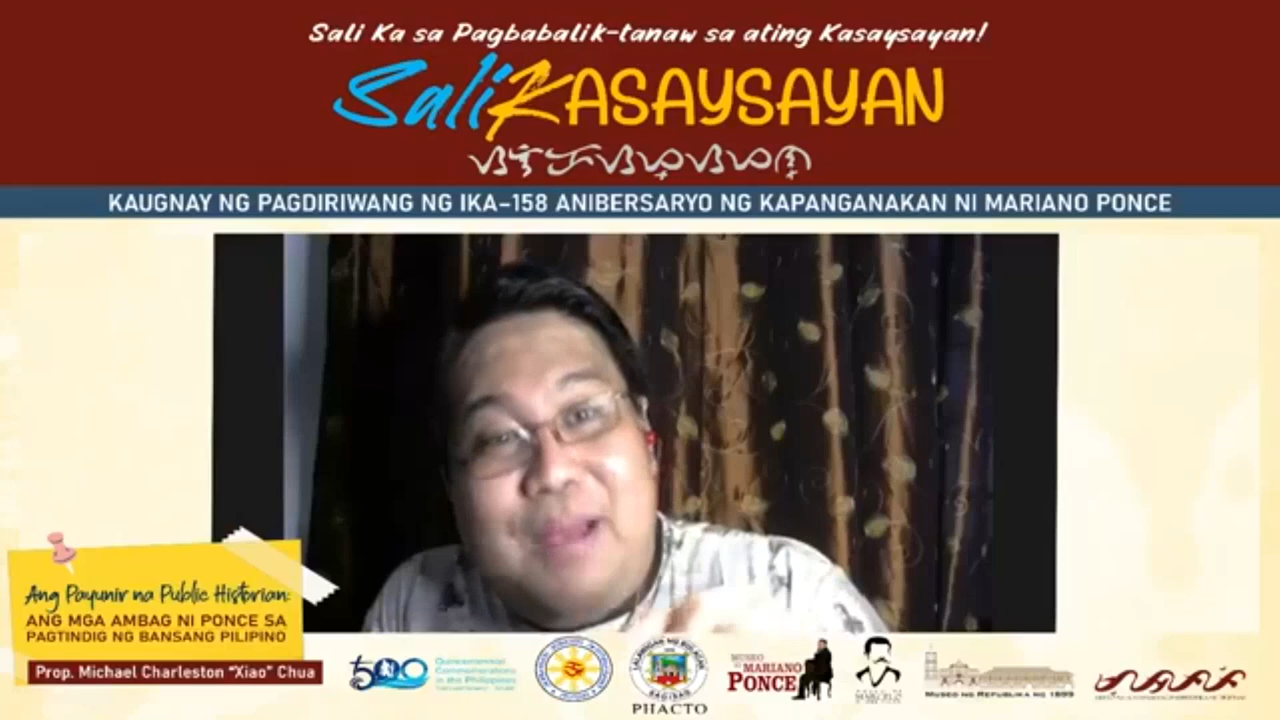 Sali Ka sa Pagbabalik-tanaw sa ating Kasaysayan!
SaliKASAYSAYAN
KAUGNAY NG PAGDIRIWANG NG IKA-158 ANIBERSARYO NG KAPANGANAKAN NI MARIANO PONCE
Ang Payunir na Public Historian:
ANG MGA AMBAG NI PONCE SA
PAGTINDIG NG BANSANG PILIPINO
Prop. Michael Charleston "Xiao" Chua
500
Quincentennial
Commemorations
in the Philippines
PHACTO
MUSEO
NI MARIANO
PONCE
MUSEO NG REPUBLIKA NG 1899